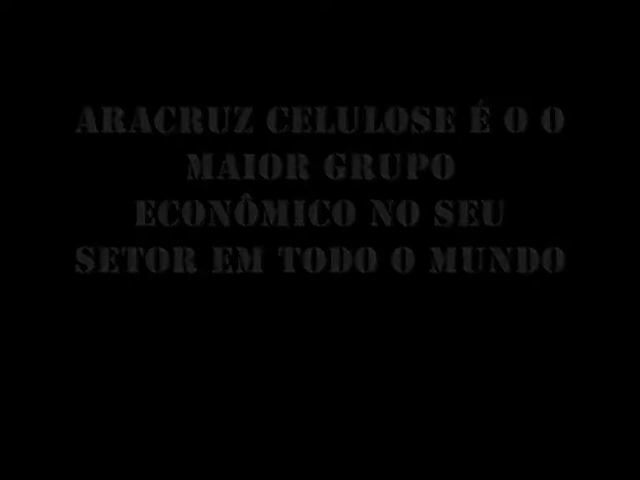 ARACRUZ CELULOSE É O O
MAIOR GRUPO
ECONÔMICO NO SEU
SETOR EM TODO O MUNDO